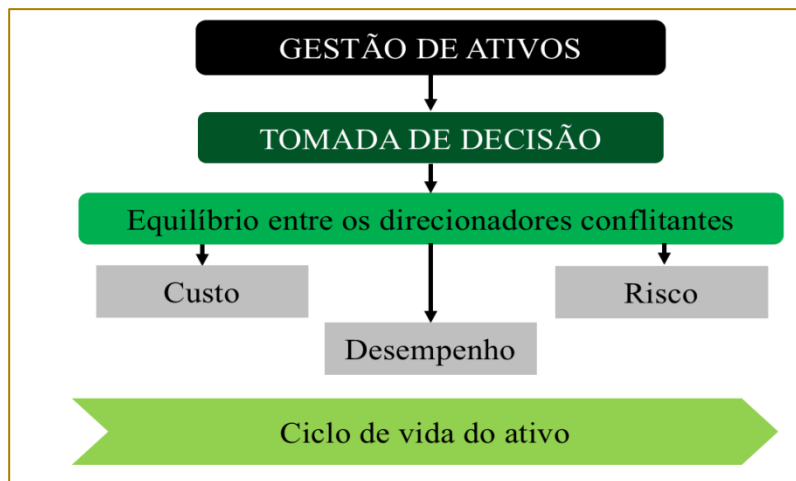 GESTÃO DE ATIVOS
TOMADA DE DECISÃO
Equilíbrio entre os direcionadores conflitantes
Custo
Risco
Desempenho
Ciclo de vida do ativo